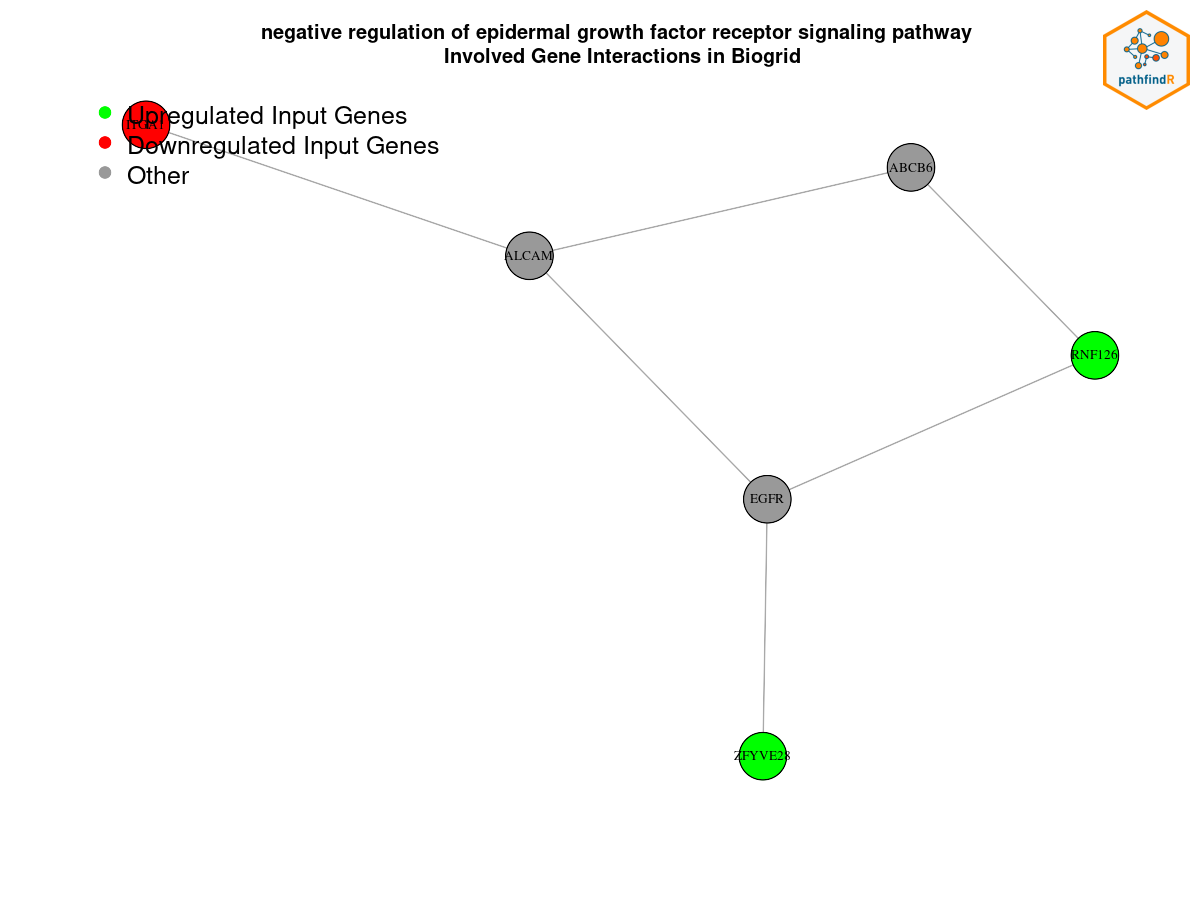 negative regulation of epidermal growth factor receptor signaling pathway
Involved Gene Interactions in Biogrid
pathfindR
Upregulated Input Genes
ITGA1
Downregulated Input Genes
Other
ABCB6
ALCAM
RNF126
EGFR
ZFYVE28